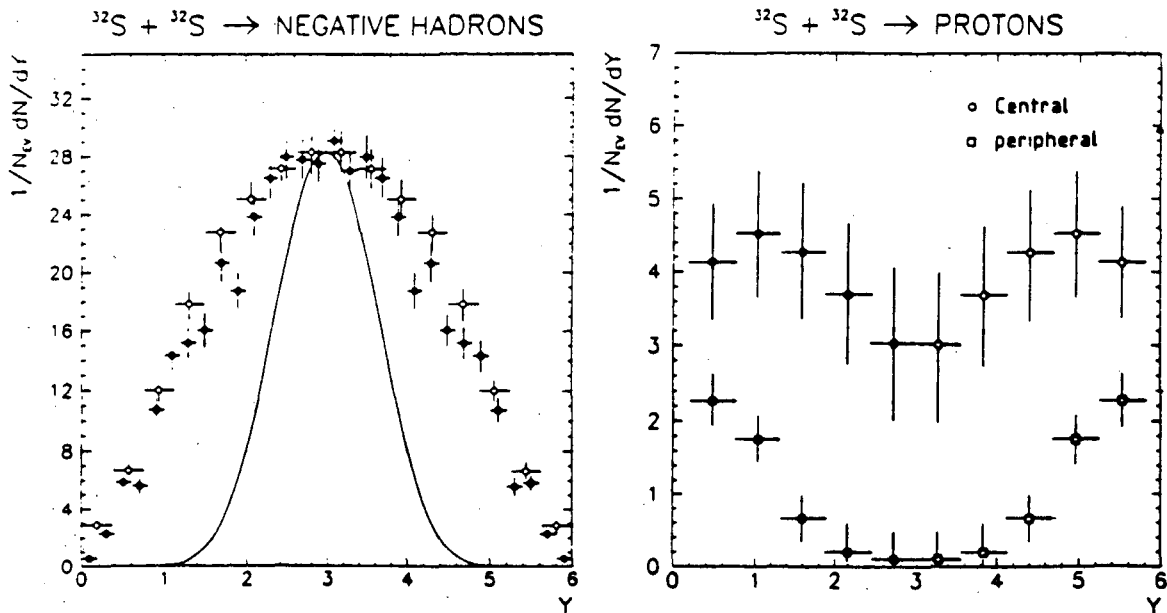 ³²S + ³²S → NEGATIVE HADRONS
1/N_EV dN/dY
32
28
24
20
16
12
8
4
0
0 1 2 3 4 5 6
Y
³²S + ³²S → PROTONS
1/N_EV dN/dY
7
6
5
4
3
2
1
0
Central
peripheral
0 1 2 3 4 5 6
Y